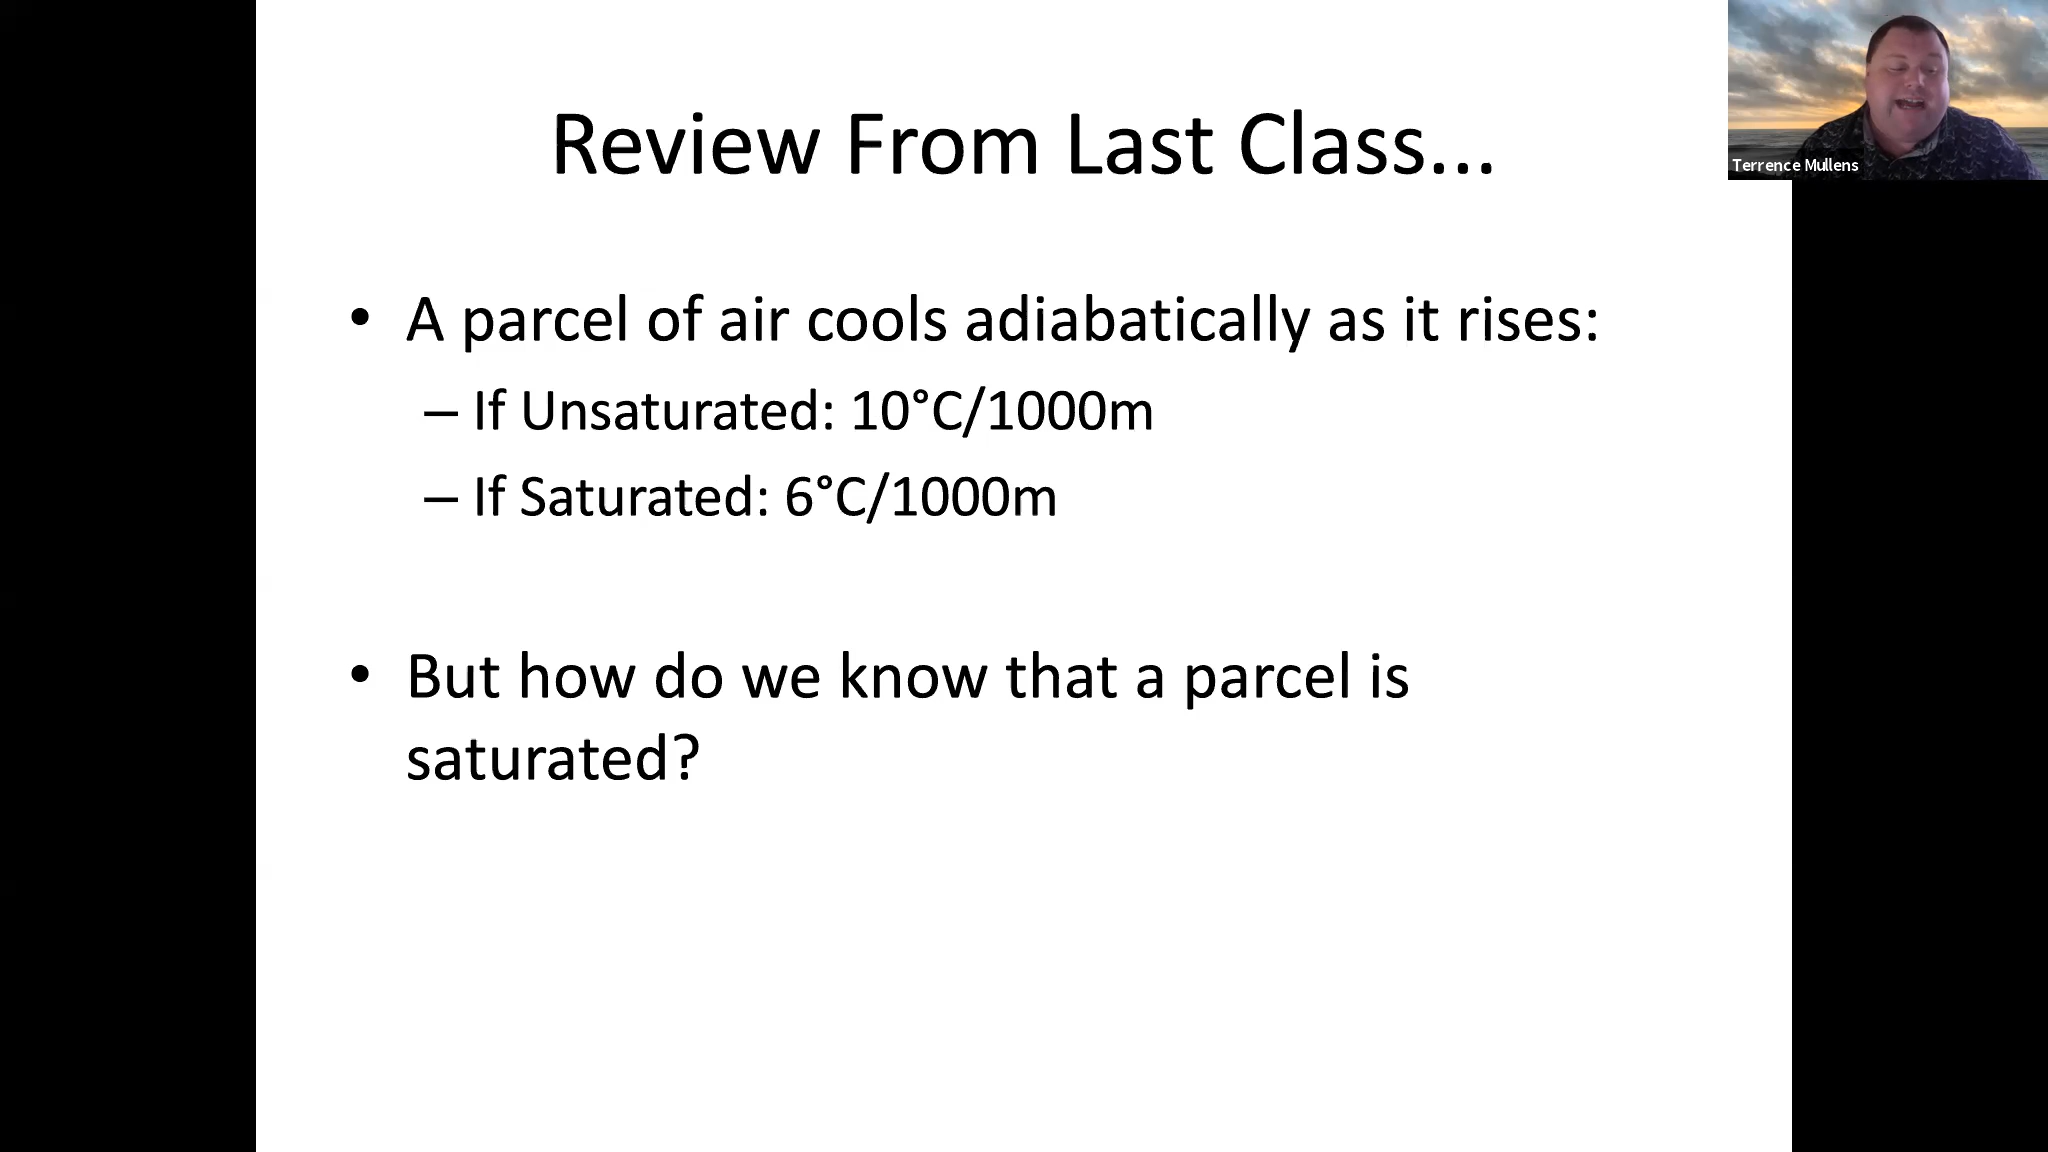 Review From Last Class...
Terrence Mullens
• A parcel of air cools adiabatically as it rises:
– If Unsaturated: 10°C/1000m
– If Saturated: 6°C/1000m
• But how do we know that a parcel is
saturated?